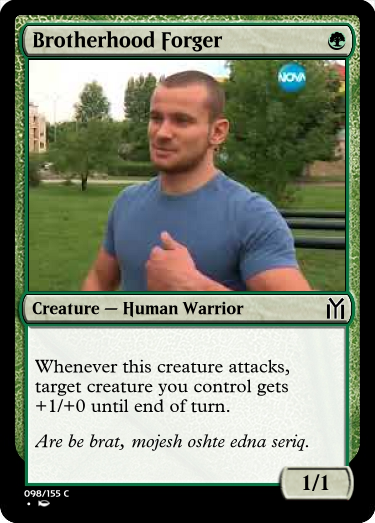 Brotherhood Forger
NOVA
Creature — Human Warrior
Whenever this creature attacks,
target creature you control gets
+1/+0 until end of turn.
Are be brat, mojesh oshte edna seriq.
1/1
098/155 C